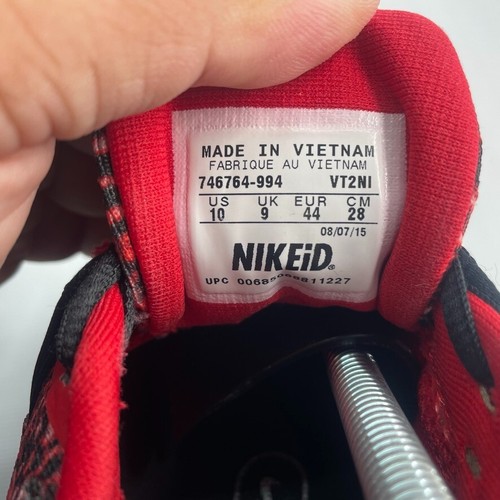 MADE IN VIETNAM
FABRIQUE AU VIETNAM
746764-994 VT2NI
US UK EUR CM
10 9 44 28
08/07/15
NIKEiD®
UPC